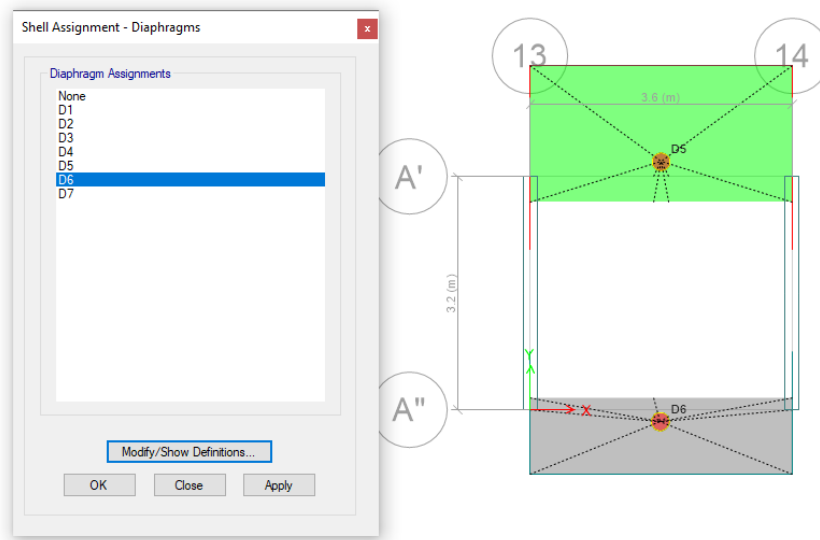 Shell Assignment - Diaphragms
x
Diaphragm Assignments
None
D1
D2
D3
D4
D5
D6
D7
Modify/Show Definitions...
OK
Close
Apply
13
14
3.6 (m)
D5
A'
3.2 (m)
Y
X
D6
A"